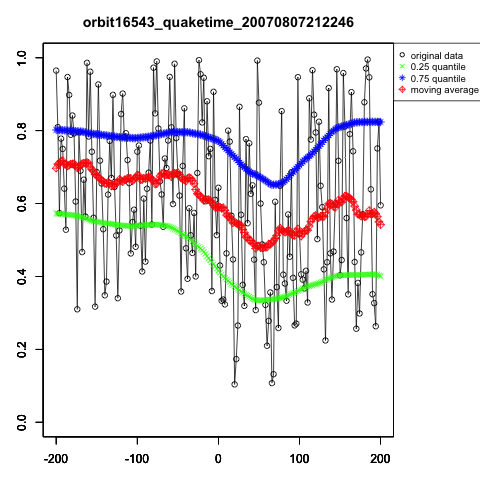 orbit16543_quaketime_20070807212246
original data
0.25 quantile
0.75 quantile
moving average
1.0
0.8
0.6
0.4
0.2
0.0
-200 -100 0 100 200